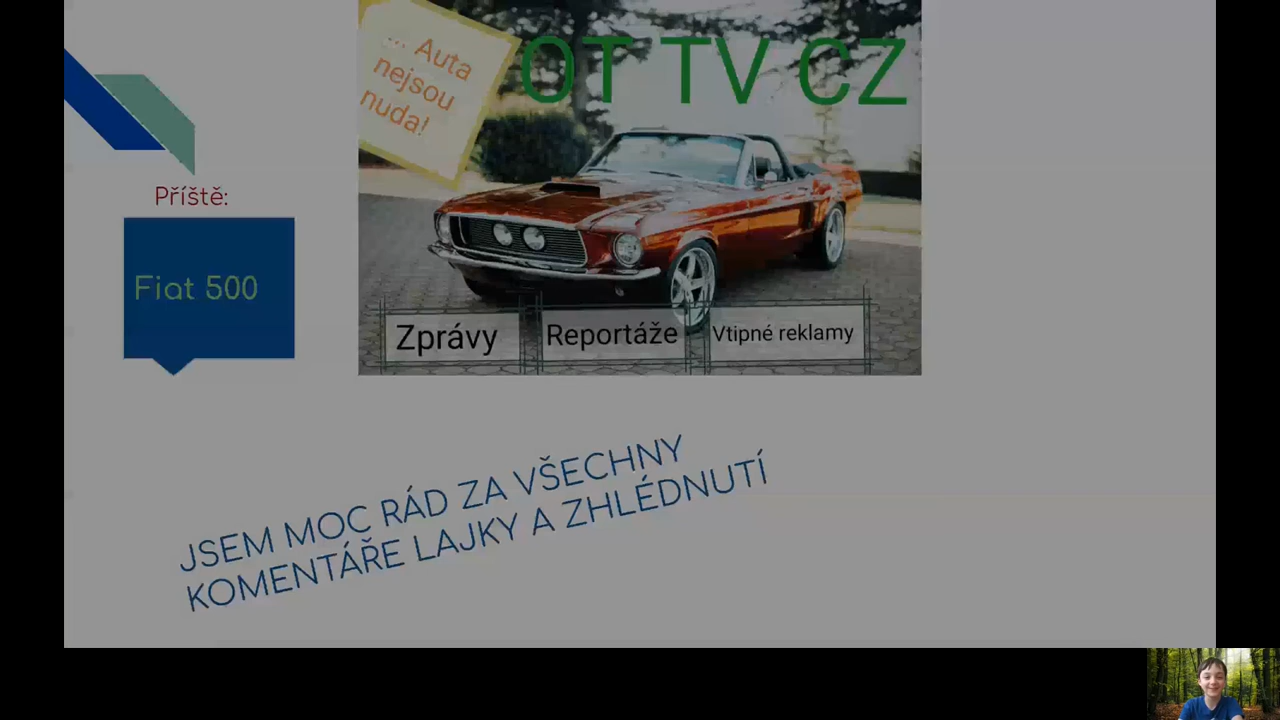 ... Auta
nejsou
nuda!
OT TV CZ
Příště:
Fiat 500
Zprávy
Reportáže
Vtipné reklamy
JSEM MOC RÁD ZA VŠECHNY
KOMENTÁŘE LAJKY A ZHLÉDNUTÍ